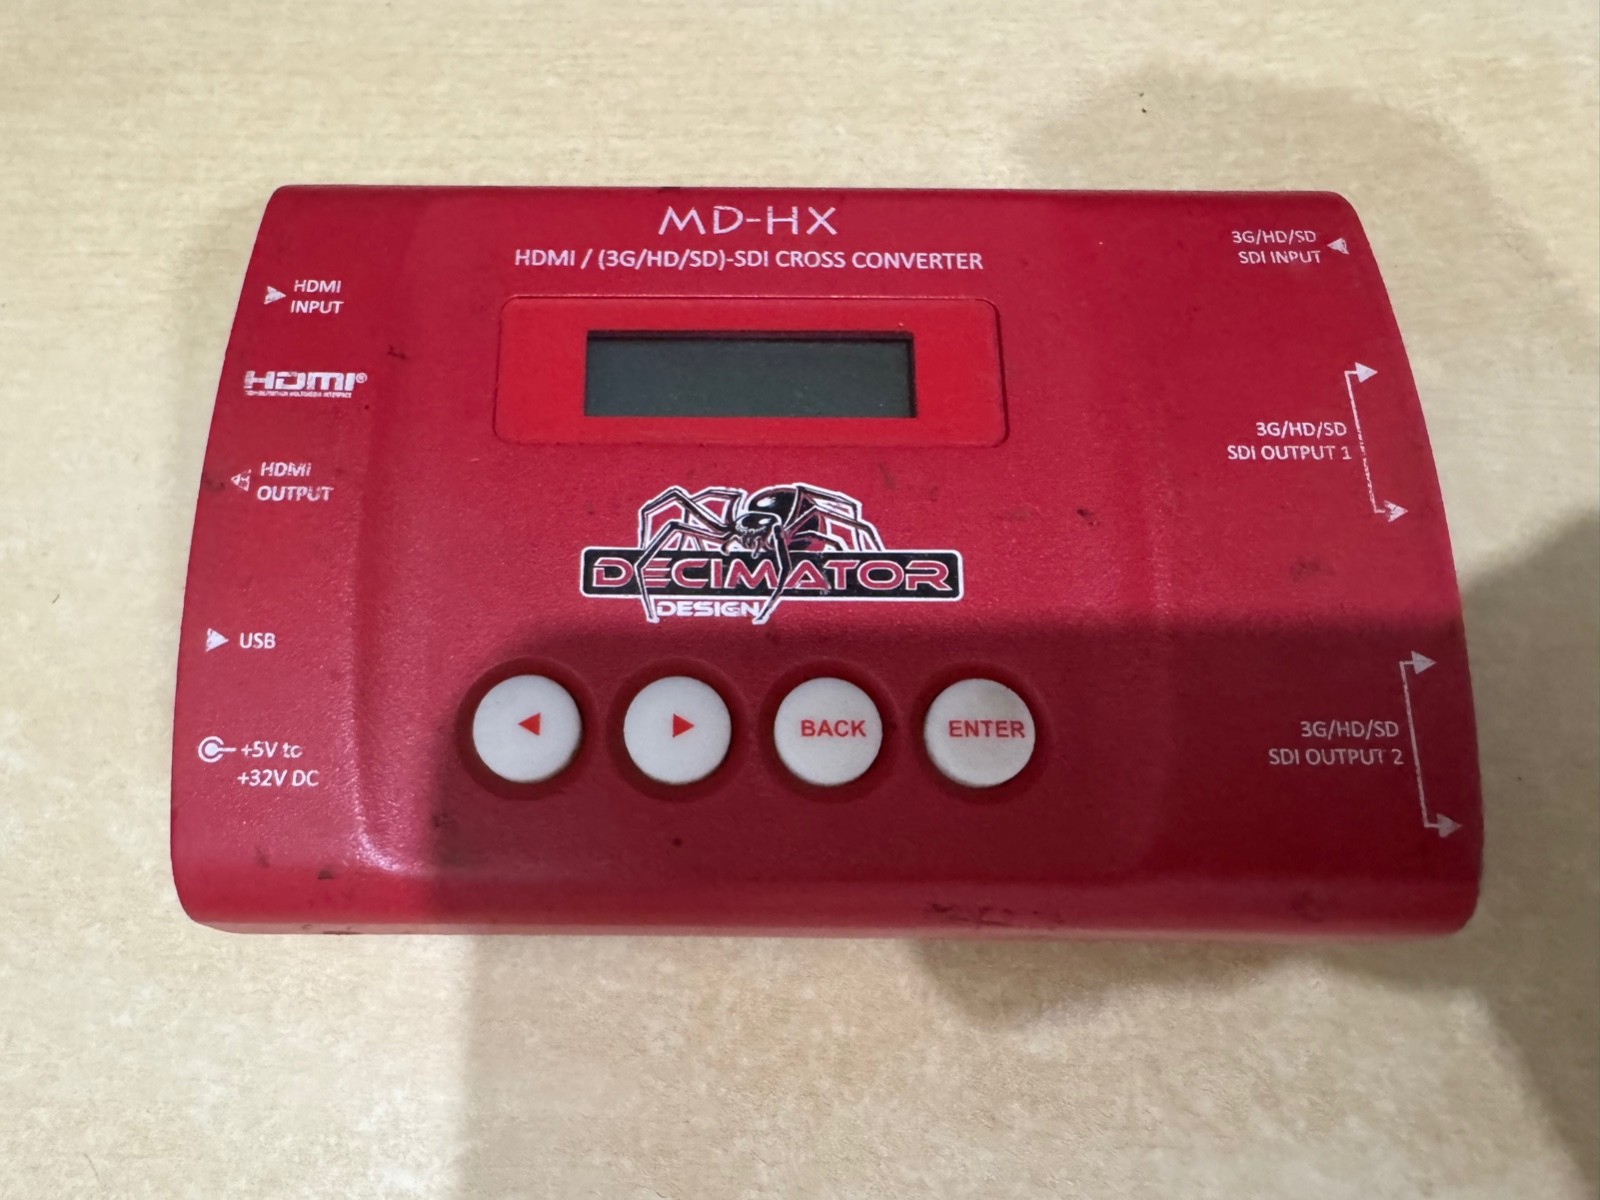 MD-HX
HDMI / (3G/HD/SD)-SDI CROSS CONVERTER
HDMI
INPUT
HDMI®
HDMI
OUTPUT
USB
+5V to
+32V DC
3G/HD/SD
SDI INPUT
3G/HD/SD
SDI OUTPUT 1
3G/HD/SD
SDI OUTPUT 2
DECIMATOR
DESIGN
BACK
ENTER